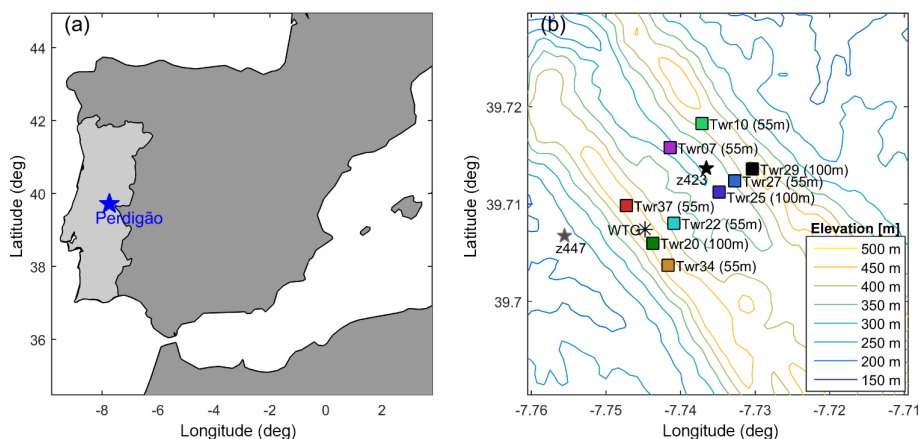 (a)
44
42
40
38
36
Latitude (deg)
Perdigão
-8
-6
-4
-2
0
2
Longitude (deg)
(b)
39.72
39.71
39.7
Latitude (deg)
Twr10 (55m)
Twr07 (55m)
z423
Twr29 (100m)
Twr27 (55m)
Twr25 (100m)
Twr37 (55m)
Twr22 (55m)
WTG
Twr20 (100m)
z447
Twr34 (55m)
Elevation [m]
500 m
450 m
400 m
350 m
300 m
250 m
200 m
150 m
-7.76
-7.75
-7.74
-7.73
-7.72
-7.71
Longitude (deg)